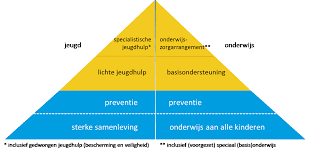 specialistische
jeugdhulp*
onderwijs-
zorgarrangement**
jeugd
onderwijs
lichte jeugdhulp
basisondersteuning
preventie
preventie
sterke samenleving
onderwijs aan alle kinderen
* inclusief gedwongen jeugdhulp (bescherming en veiligheid)
** inclusief (voortgezet) speciaal (basis)onderwijs